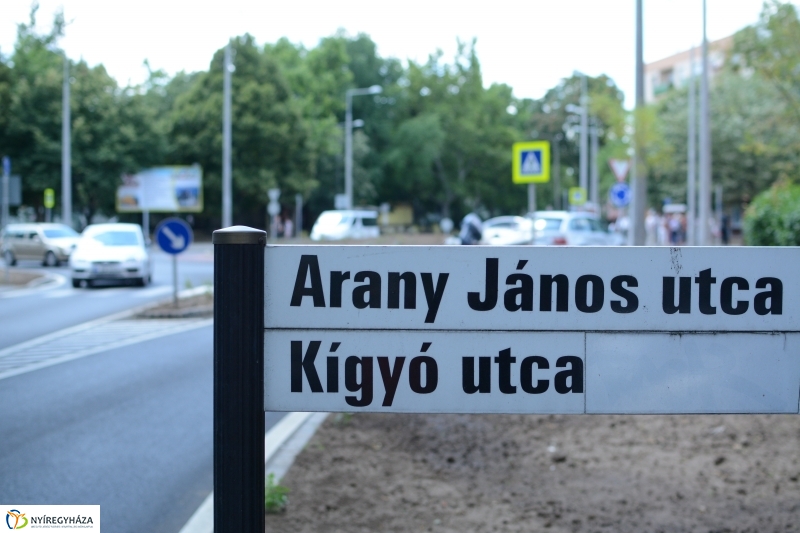 Arany János utca
Kígyó utca
NYÍREGYHÁZA